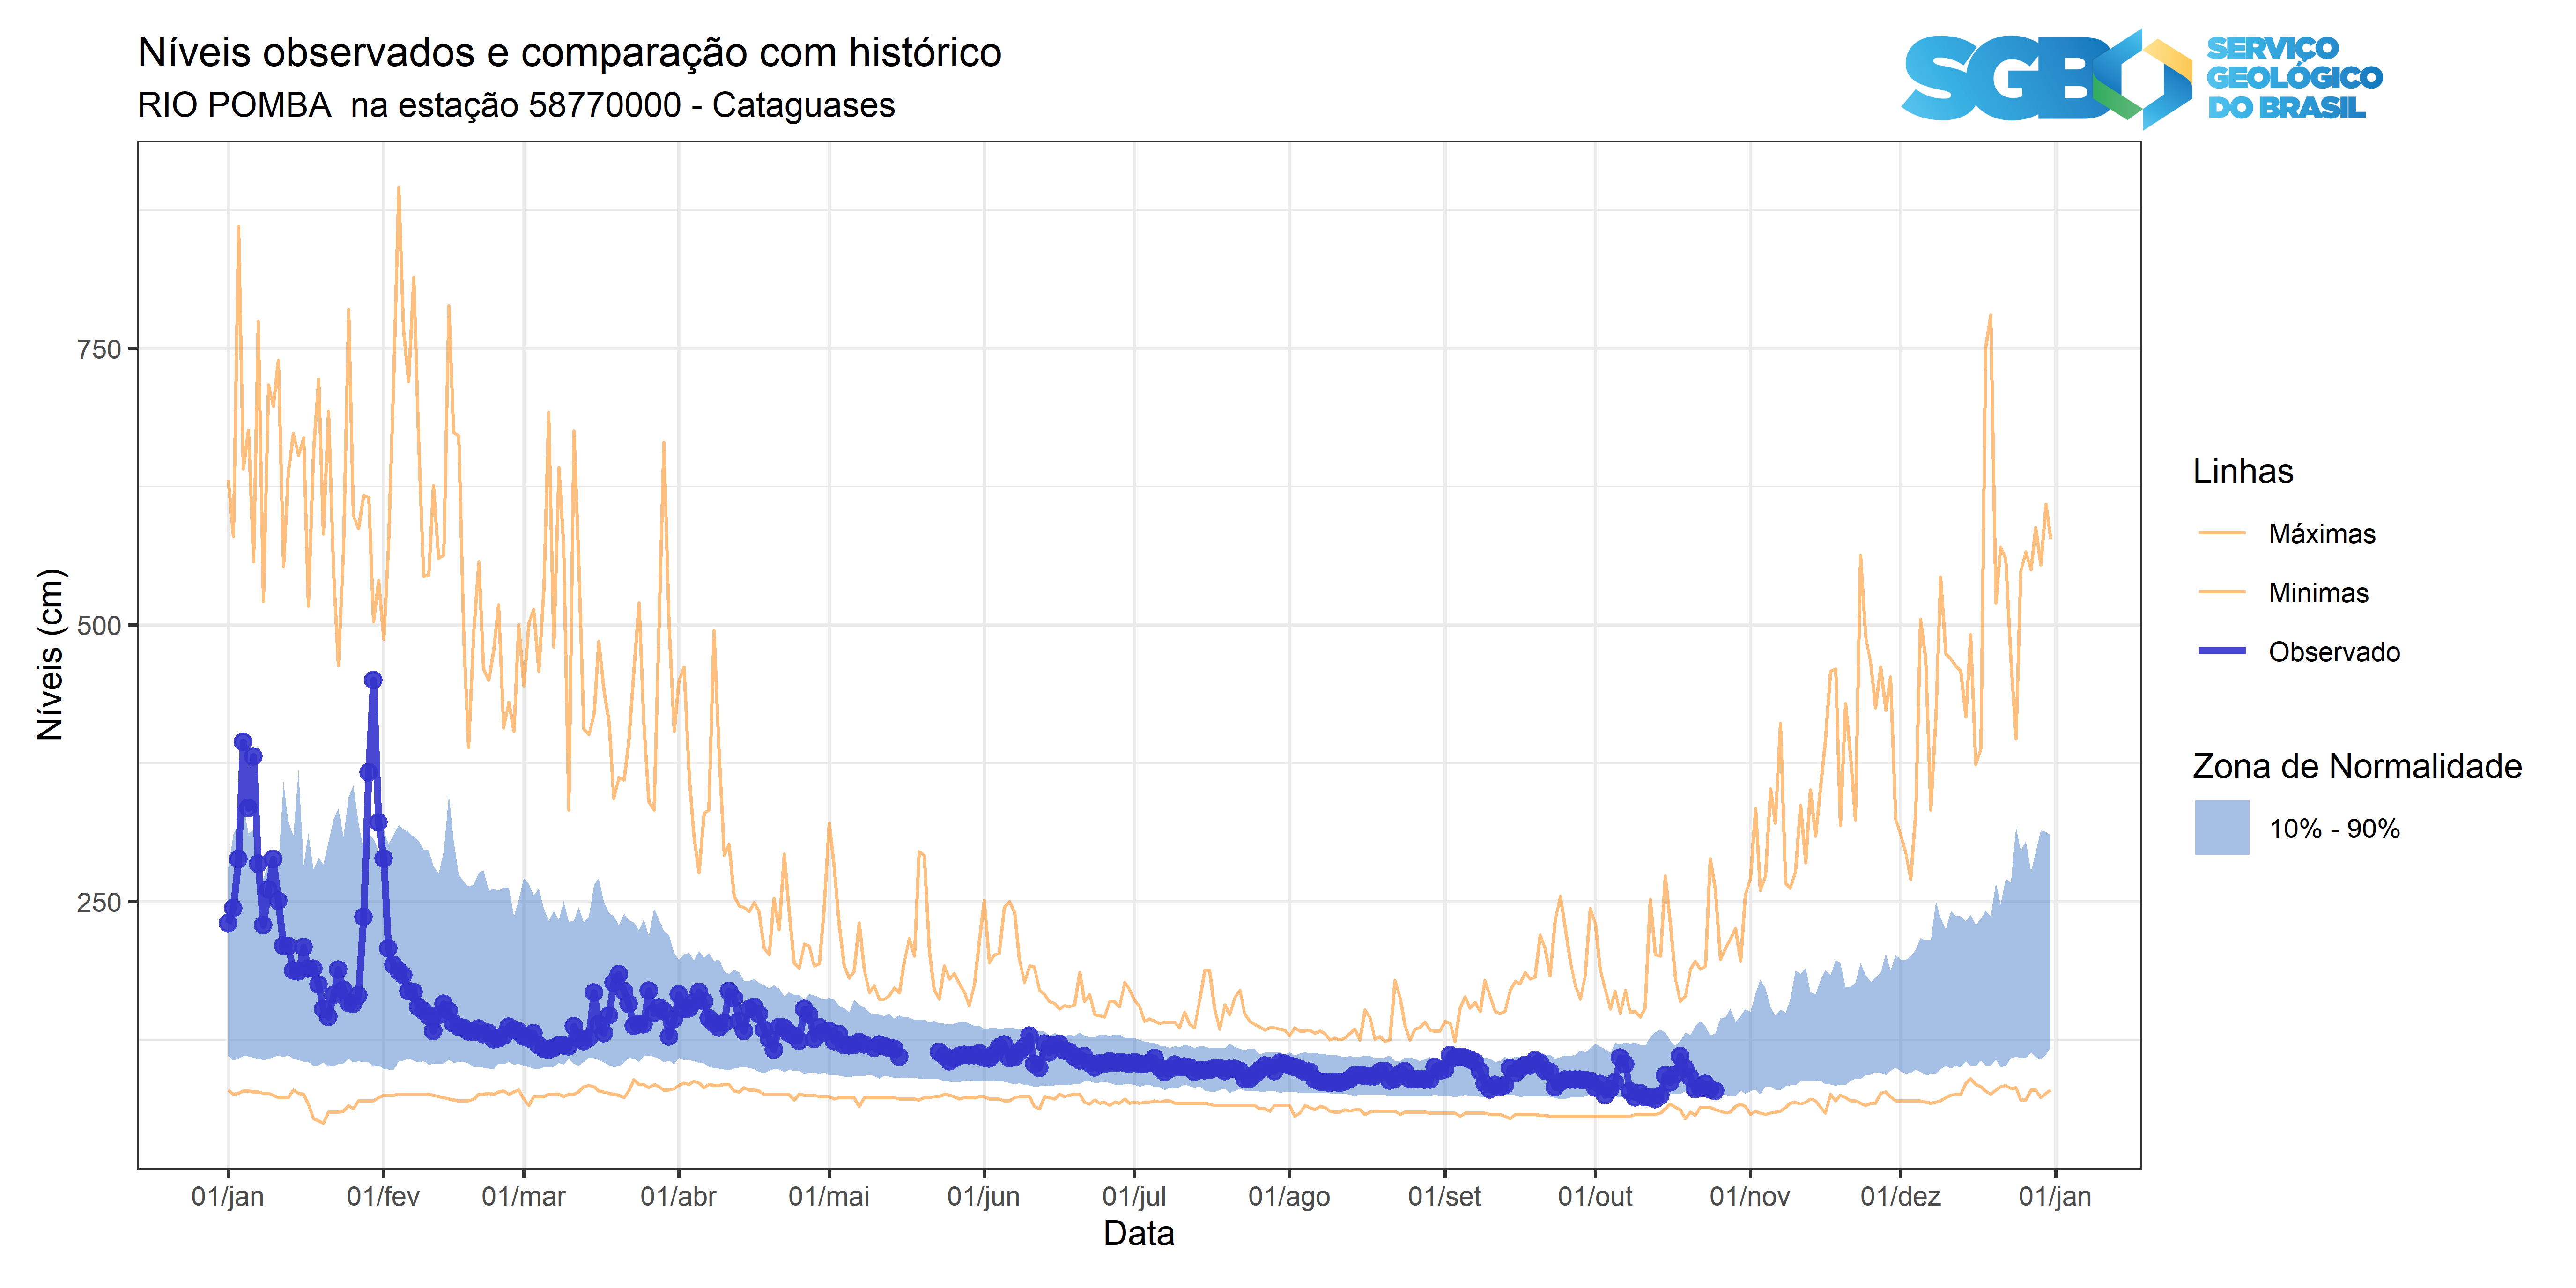 Níveis observados e comparação com histórico
RIO POMBA  na estação 58770000 - Cataguases
SGB
SERVIÇO
GEOLÓGICO
DO BRASIL
Níveis (cm)
750
500
250
01/jan
01/fev
01/mar
01/abr
01/mai
01/jun
01/jul
01/ago
01/set
01/out
01/nov
01/dez
01/jan
Data
Linhas
Máximas
Minimas
Observado
Zona de Normalidade
10% - 90%